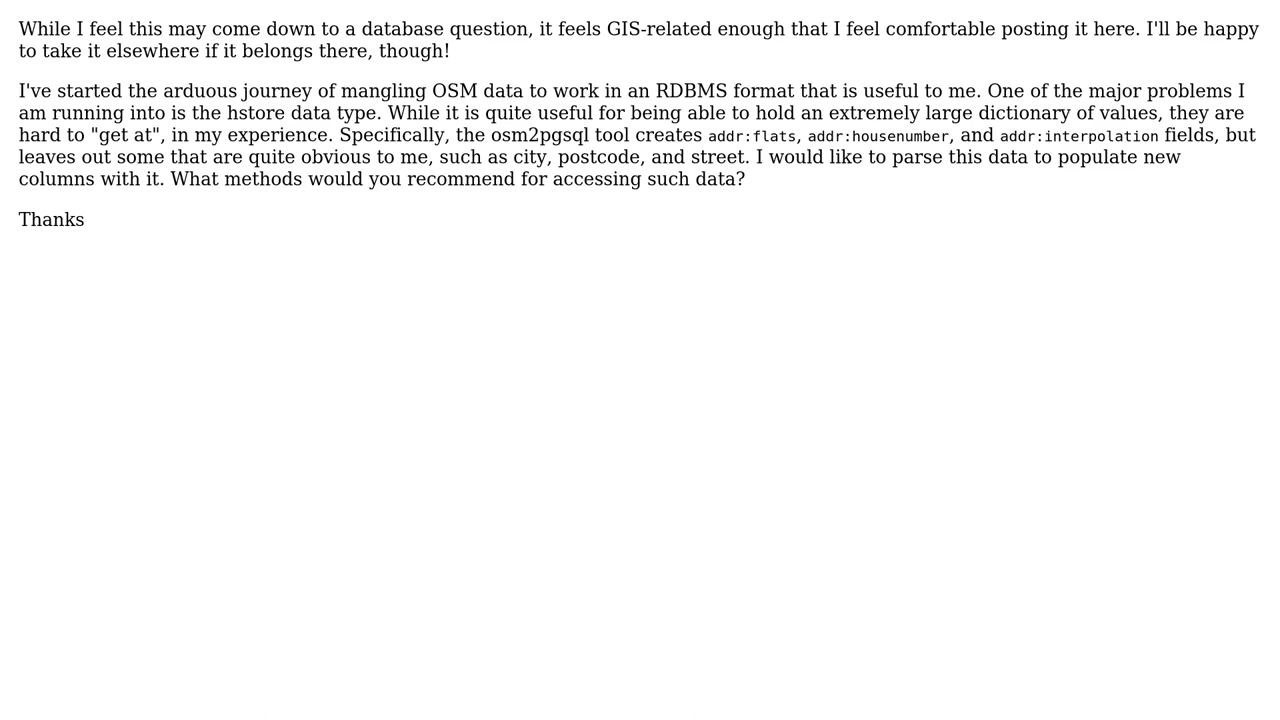 While I feel this may come down to a database question, it feels GIS-related enough that I feel comfortable posting it here. I'll be happy
to take it elsewhere if it belongs there, though!
I've started the arduous journey of mangling OSM data to work in an RDBMS format that is useful to me. One of the major problems I
am running into is the hstore data type. While it is quite useful for being able to hold an extremely large dictionary of values, they are
hard to "get at", in my experience. Specifically, the osm2pgsql tool creates addr:flats, addr:housenumber, and addr:interpolation fields, but
leaves out some that are quite obvious to me, such as city, postcode, and street. I would like to parse this data to populate new
columns with it. What methods would you recommend for accessing such data?
Thanks